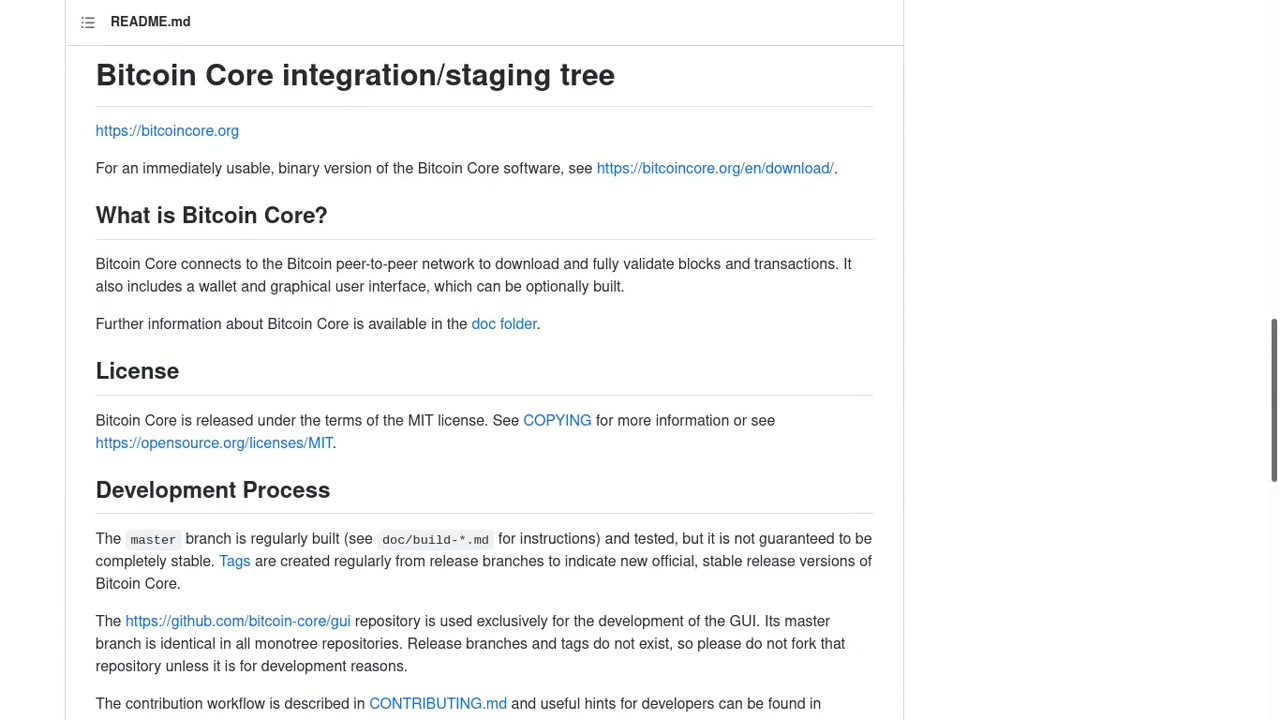 README.md
Bitcoin Core integration/staging tree
https://bitcoincore.org
For an immediately usable, binary version of the Bitcoin Core software, see https://bitcoincore.org/en/download/.
What is Bitcoin Core?
Bitcoin Core connects to the Bitcoin peer-to-peer network to download and fully validate blocks and transactions. It
also includes a wallet and graphical user interface, which can be optionally built.
Further information about Bitcoin Core is available in the doc folder.
License
Bitcoin Core is released under the terms of the MIT license. See COPYING for more information or see
https://opensource.org/licenses/MIT.
Development Process
The master branch is regularly built (see doc/build-*.md for instructions) and tested, but it is not guaranteed to be
completely stable. Tags are created regularly from release branches to indicate new official, stable release versions of
Bitcoin Core.
The https://github.com/bitcoin-core/gui repository is used exclusively for the development of the GUI. Its master
branch is identical in all monotree repositories. Release branches and tags do not exist, so please do not fork that
repository unless it is for development reasons.
The contribution workflow is described in CONTRIBUTING.md and useful hints for developers can be found in